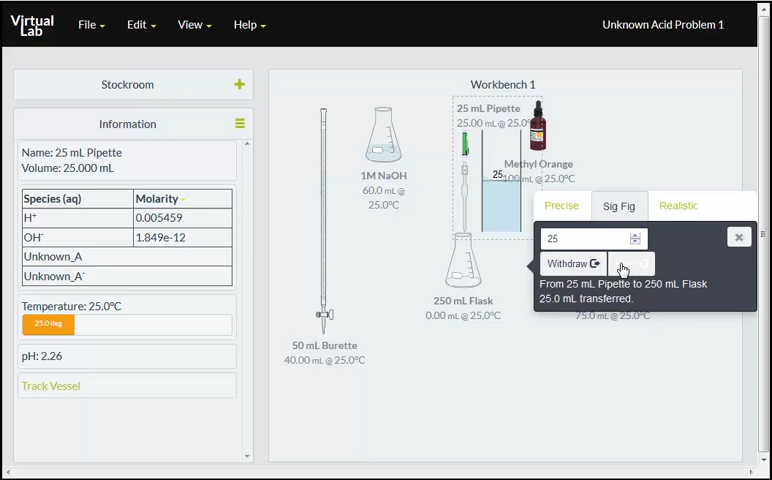 Virtual Lab
File
Edit
View
Help
Unknown Acid Problem 1
Stockroom
Information
Name: 25 mL Pipette
Volume: 25.000 mL
Species (aq) Molarity
H+ 0.005459
OH- 1.849e-12
Unknown_A
Unknown_A-
Temperature: 25.0°C
25.0 deg
pH: 2.26
Track Vessel
Workbench 1
25 mL Pipette
25.00 mL @ 25.0°
1M NaOH
60.0 mL @
25.0°C
25
Methyl Orange
100 mL @ 25.0°C
250 mL Flask
0.00 mL @ 25.0°C
50 mL Burette
40.00 mL @ 25.0°C
75.0 mL @ 25.0°C
Precise
Sig Fig
Realistic
25
Withdraw
From 25 mL Pipette to 250 mL Flask
25.0 mL transferred.